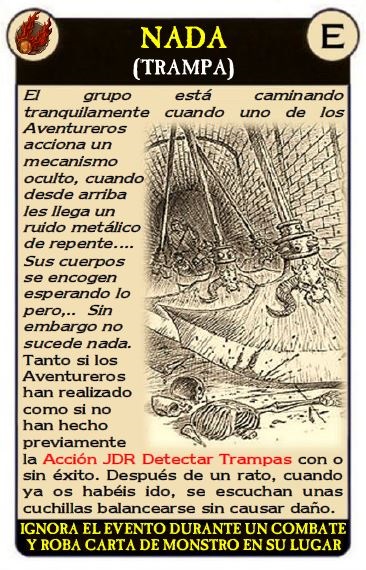 NADA
E
(TRAMPA)
El grupo está caminando
tranquilamente cuando uno de los
Aventureros
acciona un
mecanismo
oculto, cuando
desde arriba
les llega un
ruido metálico
de repente....
Sus cuerpos
se encogen
esperando lo
pero,.. Sin
embargo no
sucede nada.
Tanto si los
Aventureros
han realizado
como si no
han hecho
previamente
la Acción JDR Detectar Trampas con o
sin éxito. Después de un rato, cuando
ya os habéis ido, se escuchan unas
cuchillas balancearse sin causar daño.
IGNORA EL EVENTO DURANTE UN COMBATE
Y ROBA CARTA DE MONSTRO EN SU LUGAR